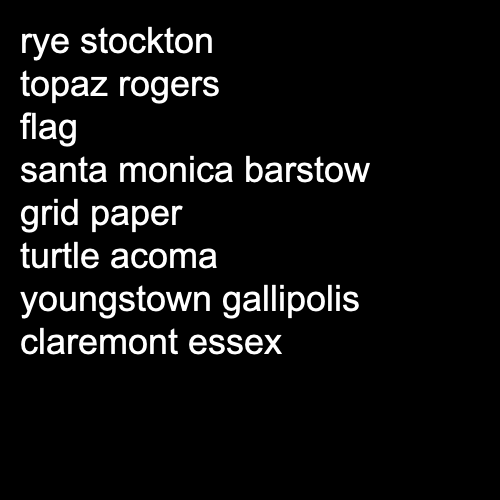 rye stockton
topaz rogers
flag
santa monica barstow
grid paper
turtle acoma
youngstown gallipolis
claremont essex